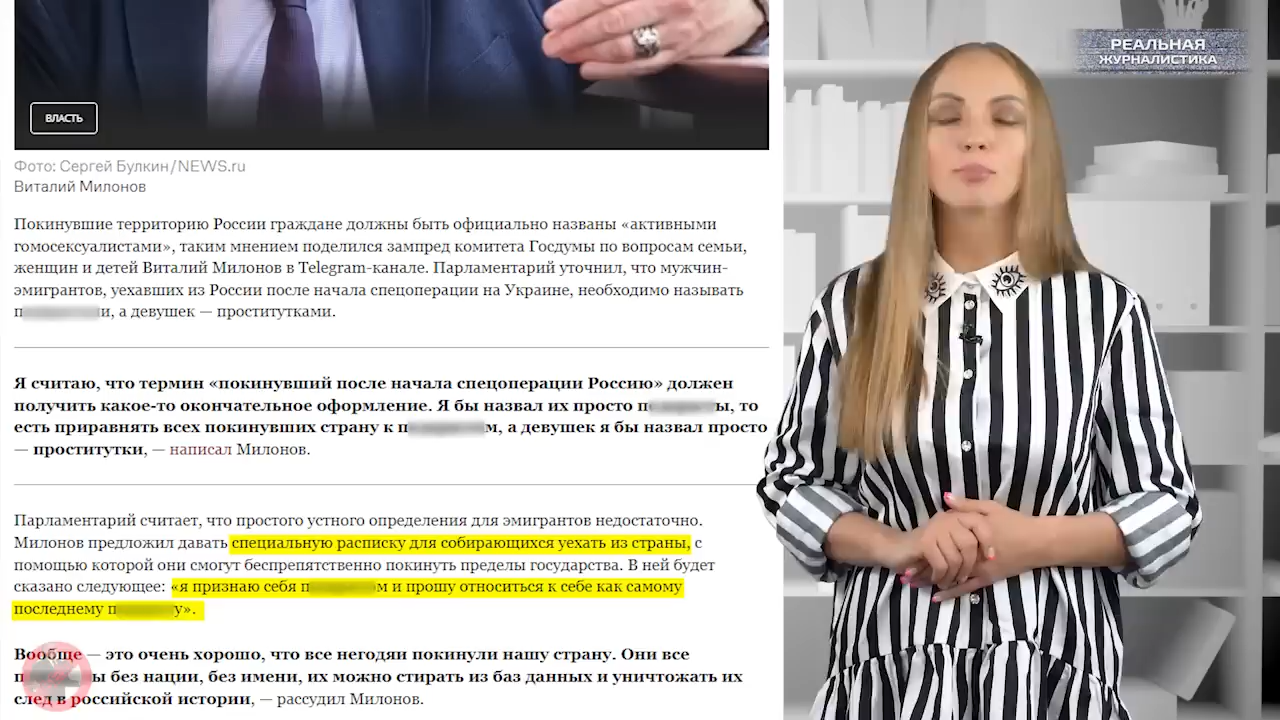 РЕАЛЬНАЯ
ЖУРНАЛИСТИКА
ВЛАСТЬ
Фото: Сергей Булкин/NEWS.ru
Виталий Милонов
Покинувшие территорию России граждане должны быть официально названы «активными
гомосексуалистами», таким мнением поделился зампред комитета Госдумы по вопросам семьи,
женщин и детей Виталий Милонов в Telegram-канале. Парламентарий уточнил, что мужчин-
эмигрантов, уехавших из России после начала спецоперации на Украине, необходимо называть
а девушек — проститутками.
Я считаю, что термин «покинувший после начала спецоперации Россию» должен
получить какое-то окончательное оформление. Я бы назвал их просто то
есть приравнять всех покинувших страну к а девушек я бы назвал просто
— проститутки, — написал Милонов.
Парламентарий считает, что простого устного определения для эмигрантов недостаточно.
Милонов предложил давать специальную расписку для собирающихся уехать из страны, с
помощью которой они смогут беспрепятственно покинуть пределы государства. В ней будет
сказано следующее: «я признаю себя и прошу относиться к себе как самому
последнему
Вообще — это очень хорошо, что все негодяи покинули нашу страну. Они все
без нации, без имени, их можно стирать из баз данных и уничтожать их
след в российской истории, — рассудил Милонов.